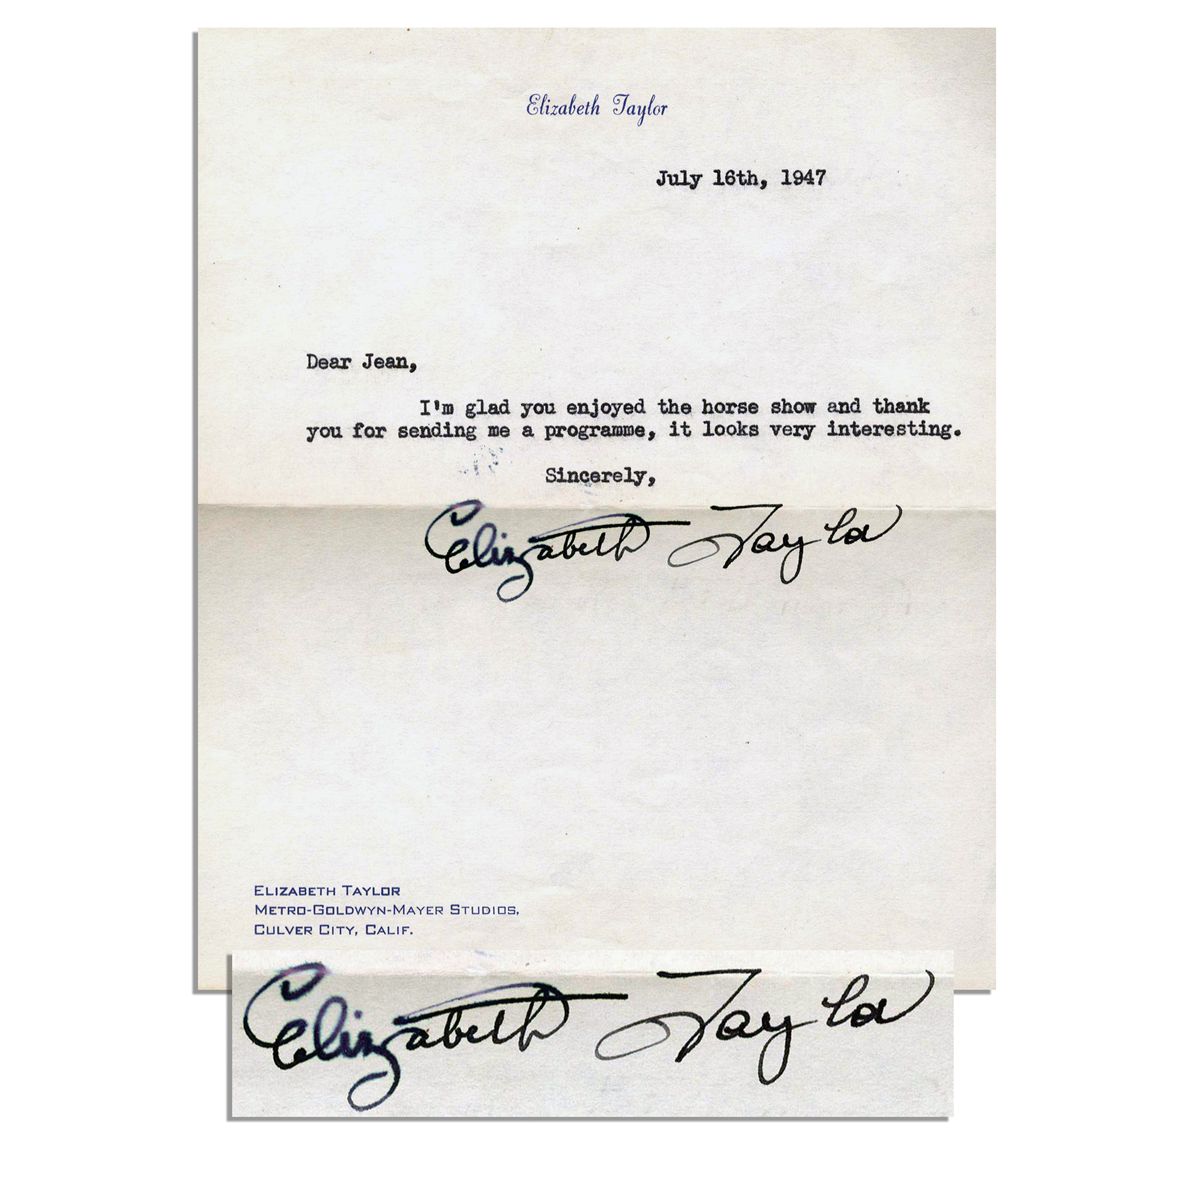 Elizabeth Taylor
July 16th, 1947
Dear Jean,
I'm glad you enjoyed the horse show and thank
you for sending me a programme, it looks very interesting.
Sincerely,
Elizabeth Taylor
Elizabeth Taylor
Metro-Goldwyn-Mayer Studios,
Culver City, Calif.
Elizabeth Taylor